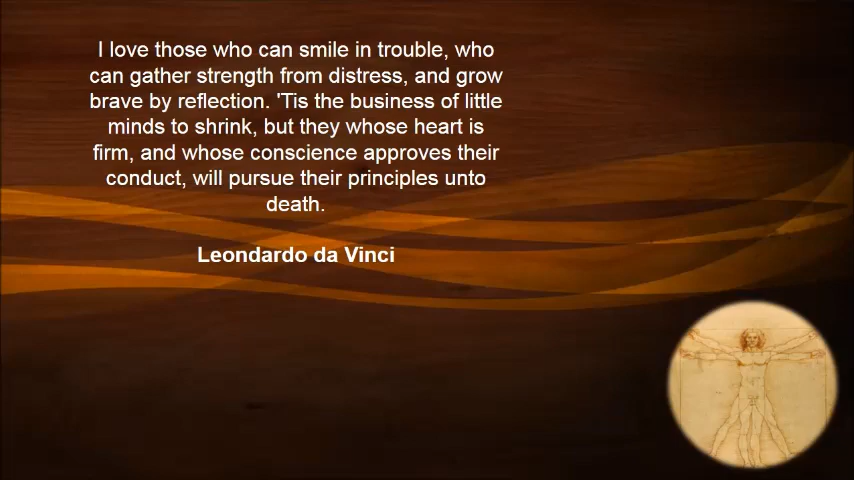 I love those who can smile in trouble, who
can gather strength from distress, and grow
brave by reflection. 'Tis the business of little
minds to shrink, but they whose heart is
firm, and whose conscience approves their
conduct, will pursue their principles unto
death.
Leondardo da Vinci